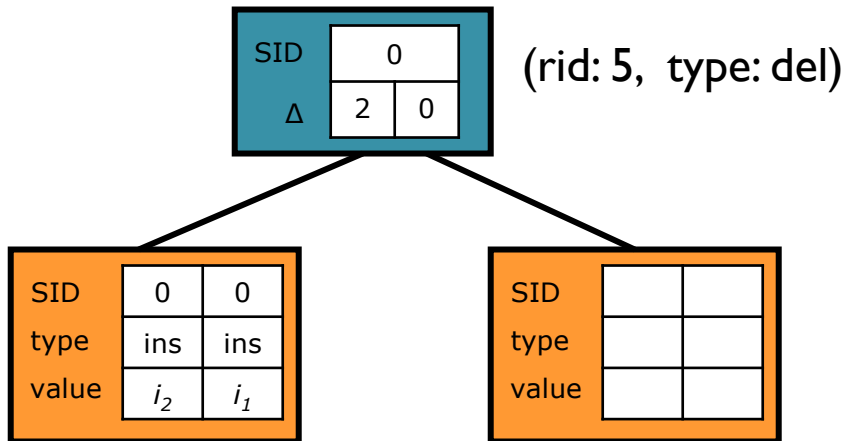 SID 0
(rid: 5, type: del)
Δ 2 0
SID 0 0
type ins ins
value i₂ i₁
SID
type
value